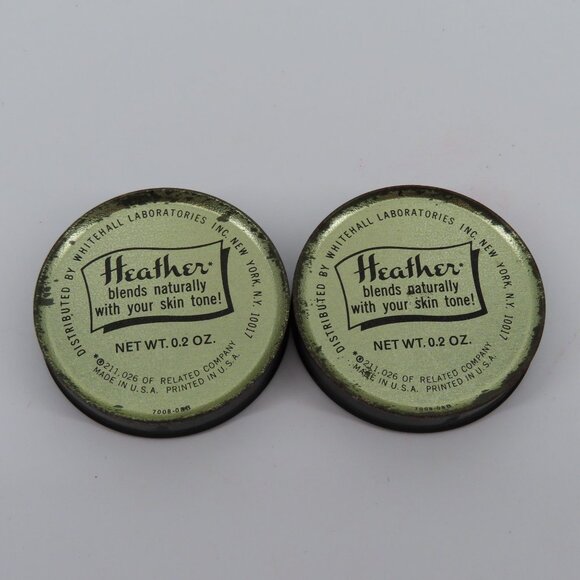 DISTRIBUTED BY WHITEHALL LABORATORIES INC. NEW YORK, N.Y. 10017
Heather*
blends naturally
with your skin tone!
NET WT. 0.2 OZ.
*®211,026 OF RELATED COMPANY
MADE IN U.S.A. PRINTED IN U.S.A.
DISTRIBUTED BY WHITEHALL LABORATORIES INC. NEW YORK, N.Y. 10017
Heather*
blends naturally
with your skin tone!
NET WT. 0.2 OZ.
*®211,026 OF RELATED COMPANY
MADE IN U.S.A. PRINTED IN U.S.A.